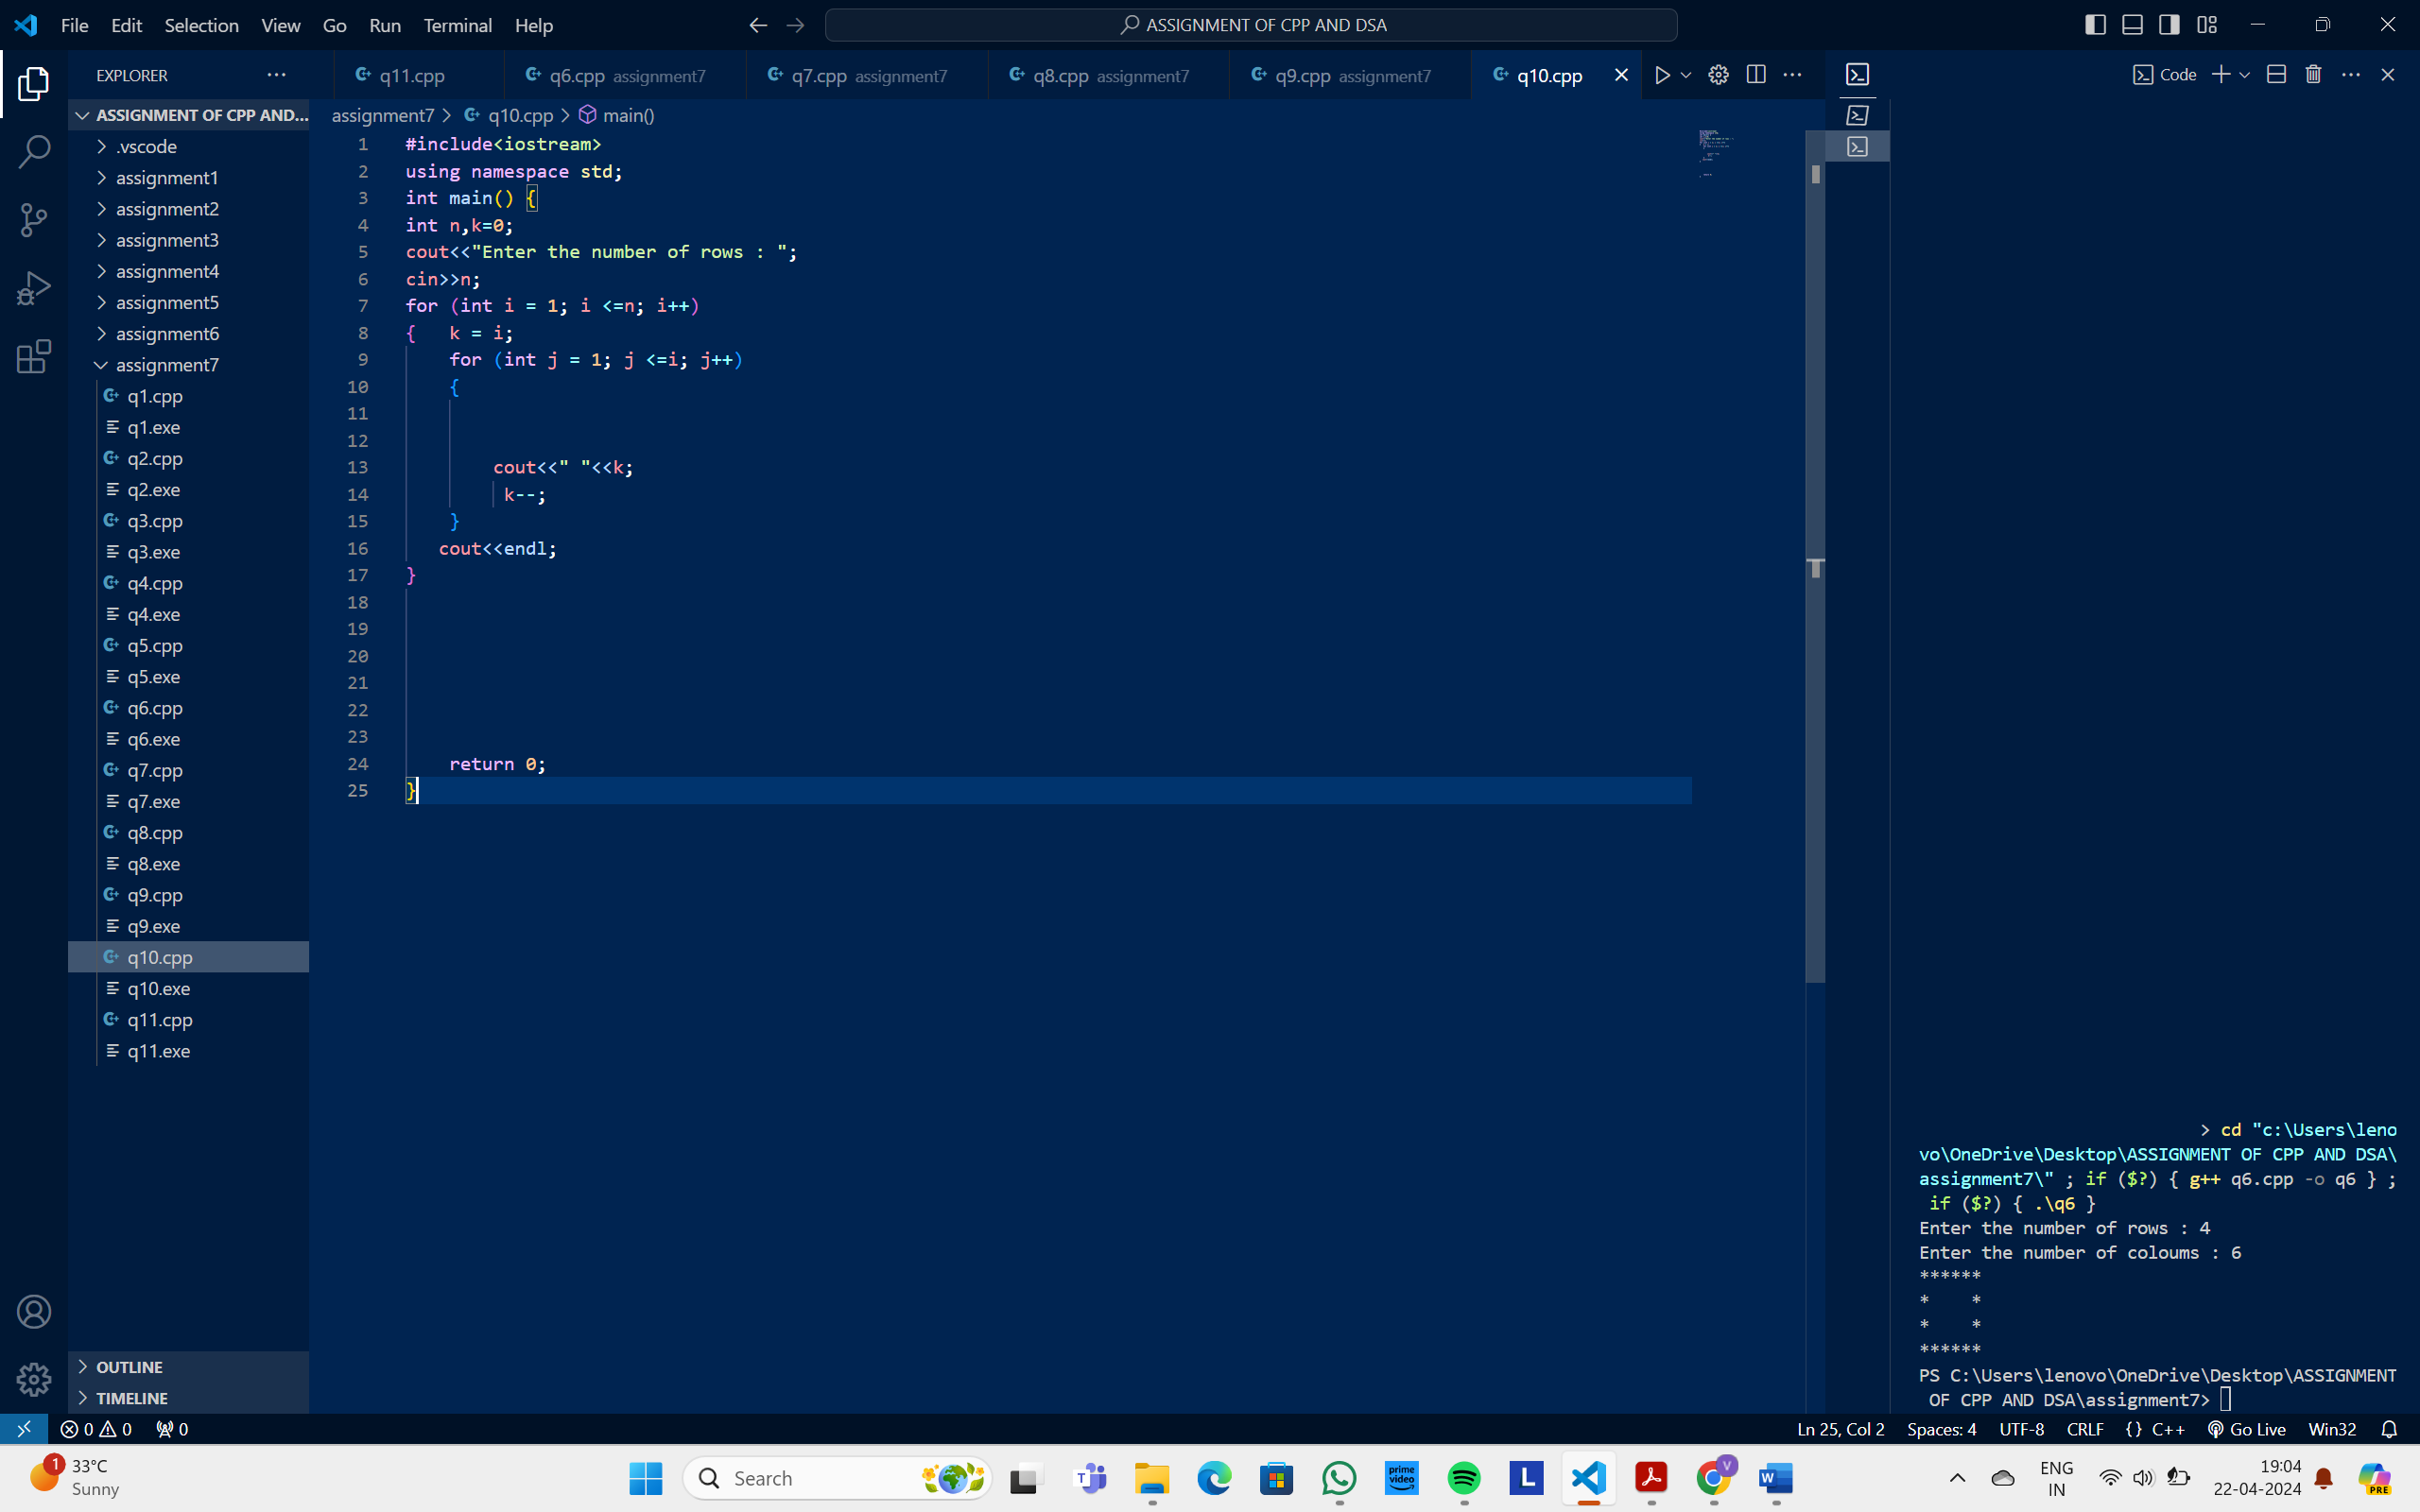 File Edit Selection View Go Run Terminal Help
ASSIGNMENT OF CPP AND DSA
EXPLORER
q11.cpp
q6.cpp assignment7
q7.cpp assignment7
q8.cpp assignment7
q9.cpp assignment7
q10.cpp
Code
ASSIGNMENT OF CPP AND...
.vscode
assignment1
assignment2
assignment3
assignment4
assignment5
assignment6
assignment7
q1.cpp
q1.exe
q2.cpp
q2.exe
q3.cpp
q3.exe
q4.cpp
q4.exe
q5.cpp
q5.exe
q6.cpp
q6.exe
q7.cpp
q7.exe
q8.cpp
q8.exe
q9.cpp
q9.exe
q10.cpp
q10.exe
q11.cpp
q11.exe
OUTLINE
TIMELINE
assignment7 > q10.cpp > main()
1 #include<iostream>
2 using namespace std;
3 int main() {
4 int n,k=0;
5 cout<<"Enter the number of rows : ";
6 cin>>n;
7 for (int i = 1; i <=n; i++)
8 {   k = i;
9     for (int j = 1; j <=i; j++)
10     {
11
12
13         cout<<" "<<k;
14          k--;
15     }
16    cout<<endl;
17 }
18
19
20
21
22
23
24     return 0;
25 }
> cd "c:\Users\leno
vo\OneDrive\Desktop\ASSIGNMENT OF CPP AND DSA\
assignment7\" ; if ($?) { g++ q6.cpp -o q6 } ;
 if ($?) { .\q6 }
Enter the number of rows : 4
Enter the number of coloums : 6
******
*    *
*    *
******
PS C:\Users\lenovo\OneDrive\Desktop\ASSIGNMENT
 OF CPP AND DSA\assignment7>
0 0 0
Ln 25, Col 2 Spaces: 4 UTF-8 CRLF {} C++ Go Live Win32
1
33°C
Sunny
Search
T
prime video
L
V
W
ENG
IN
19:04
22-04-2024
PRE